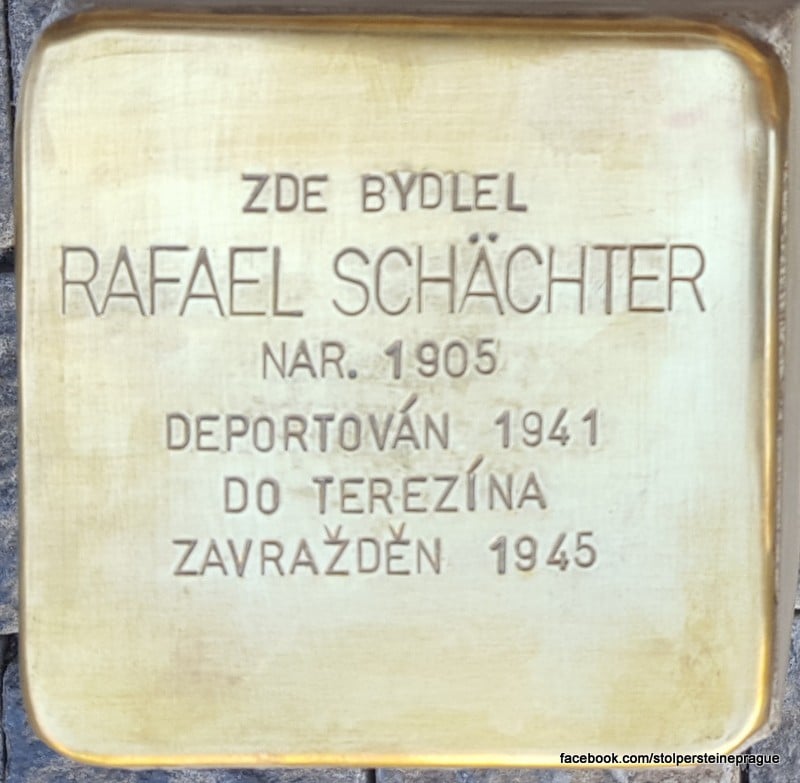 ZDE BYDLEL
RAFAEL SCHÄCHTER
NAR. 1905
DEPORTOVÁN 1941
DO TEREZÍNA
ZAVRAŽDĚN 1945
facebook.com/stolpersteineprague